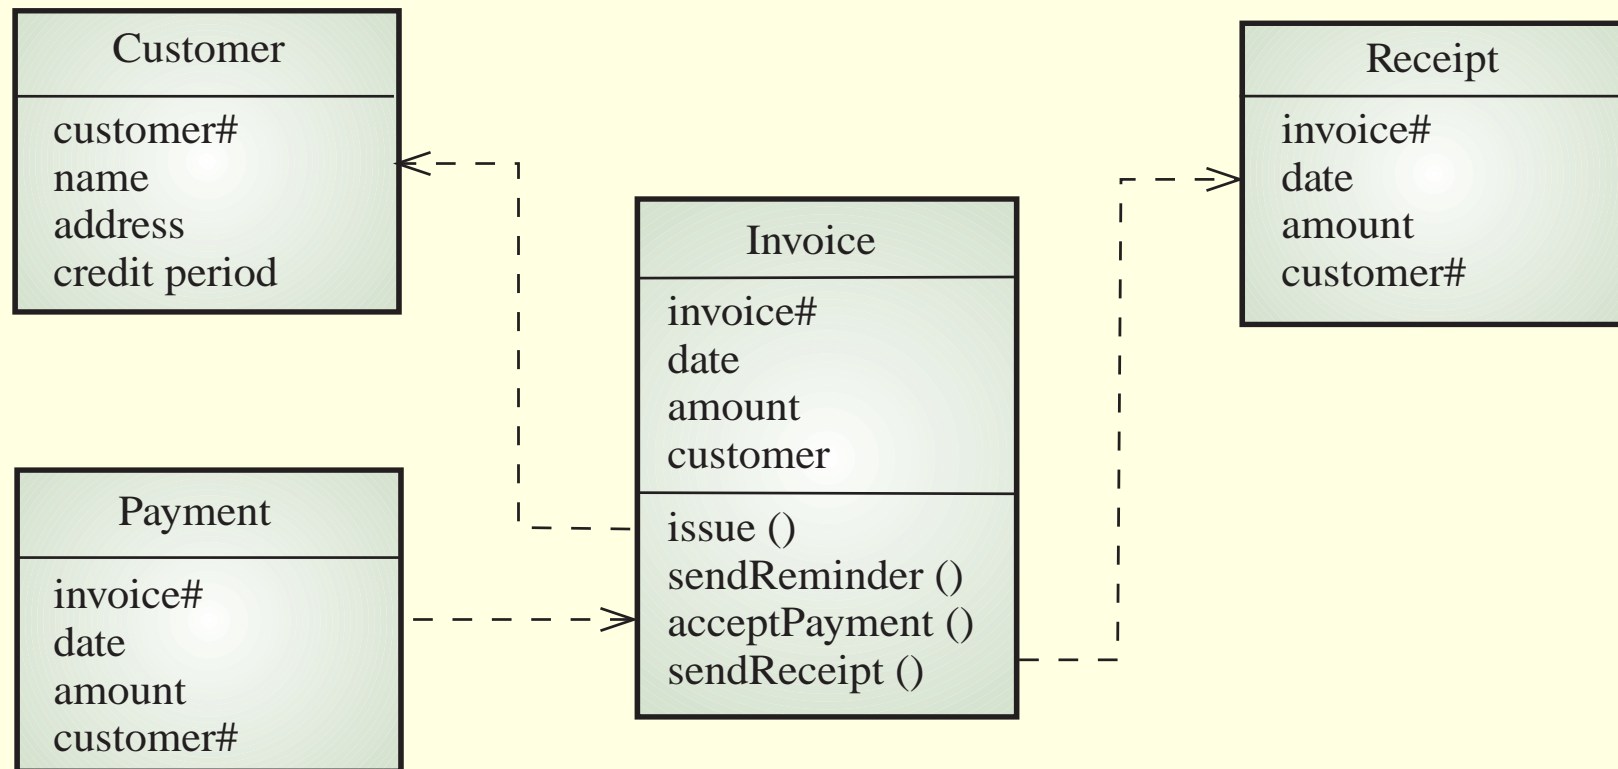 Customer
customer#
name
address
credit period
Payment
invoice#
date
amount
customer#
Invoice
invoice#
date
amount
customer
issue ()
sendReminder ()
acceptPayment ()
sendReceipt ()
Receipt
invoice#
date
amount
customer#